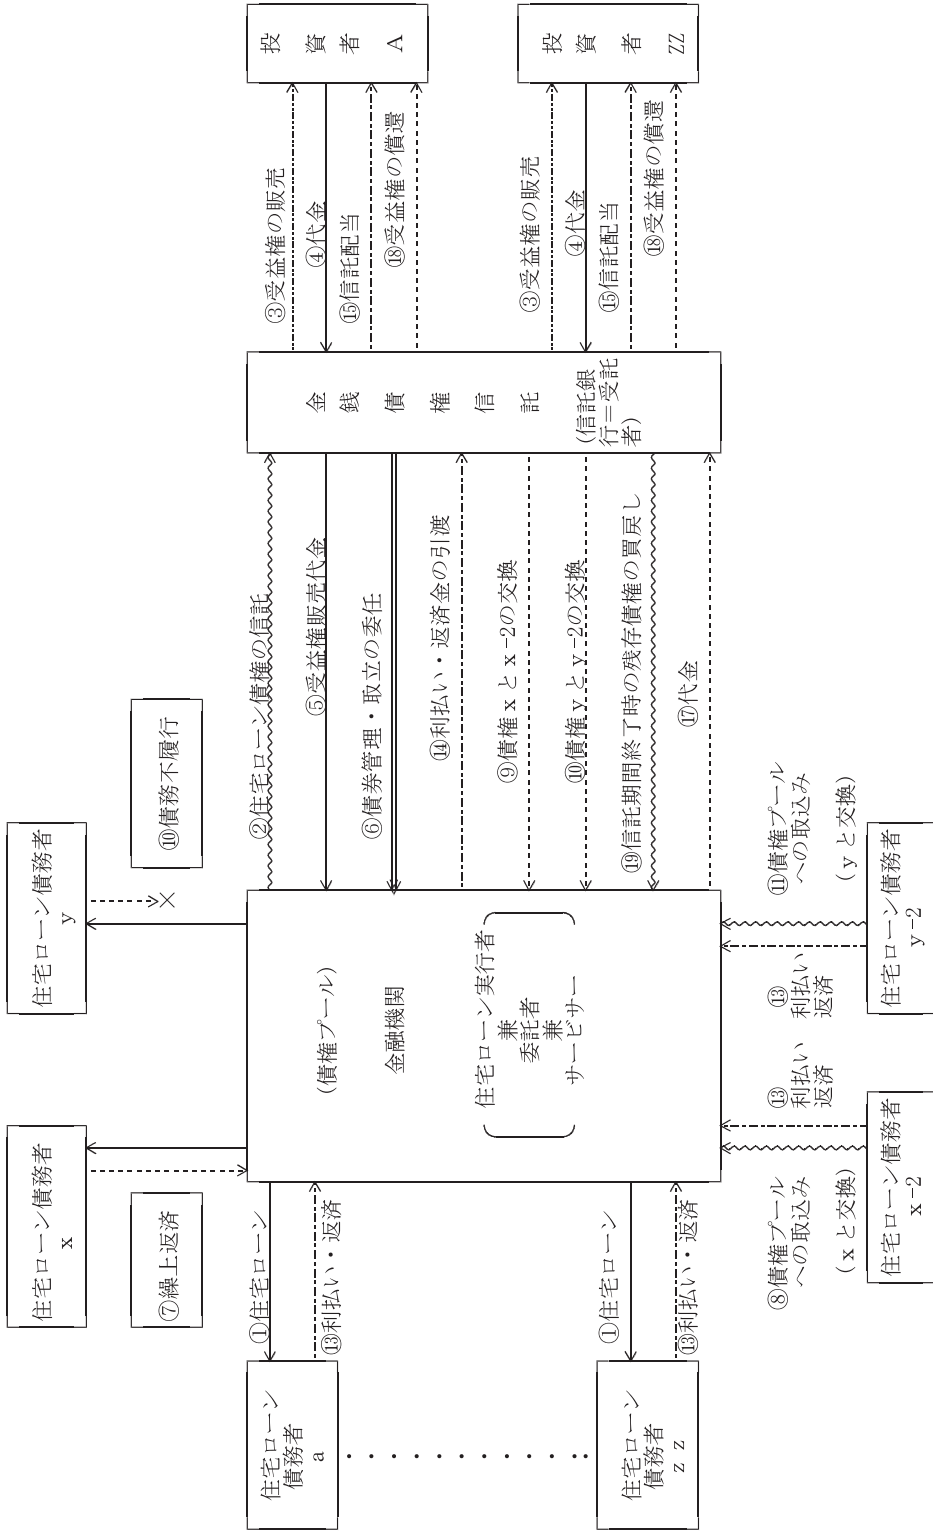 住宅ローン債務者
x
住宅ローン債務者
y
⑦繰上返済
⑩債務不履行
住宅ローン
債務者
a
住宅ローン
債務者
z z
①住宅ローン
⑬利払い・返済
①住宅ローン
⑬利払い・返済
(債権プール)
金融機関
住宅ローン実行者
兼
委託者
兼
サービサー
②住宅ローン債権の信託
⑤受益権販売代金
⑥債券管理・取立の委任
⑭利払い・返済金の引渡
⑨債権xとx-2の交換
⑩債権yとy-2の交換
⑲信託期間終了時の残存債権の買戻し
⑰代金
金銭債権信託
(信託銀
行=受託
者)
③受益権の販売
④代金
⑮信託配当
⑱受益権の償還
③受益権の販売
④代金
⑮信託配当
⑱受益権の償還
投資者 A
投資者 ZZ
⑧債権プール
への取込み
(xと交換)
⑬
利払い
返済
⑬
利払い
返済
⑪債権プール
への取込み
(yと交換)
住宅ローン債務者
x-2
住宅ローン債務者
y-2